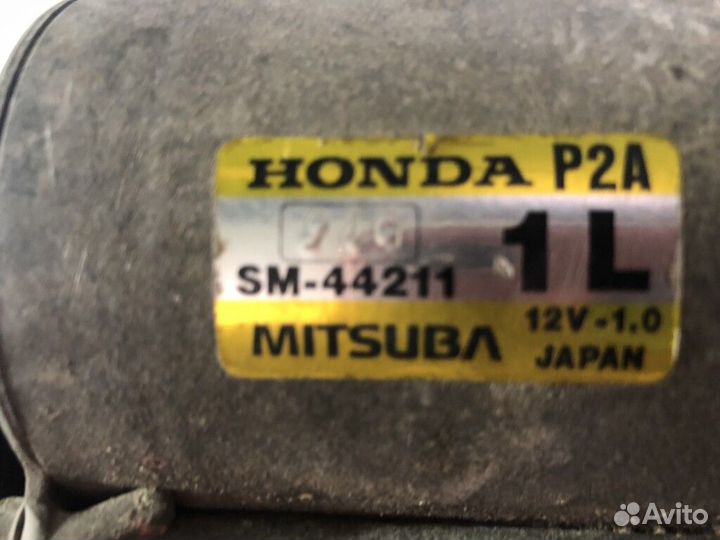 HONDA P2A
1L
SM-44211
MITSUBA 12V-1.0
JAPAN
Avito